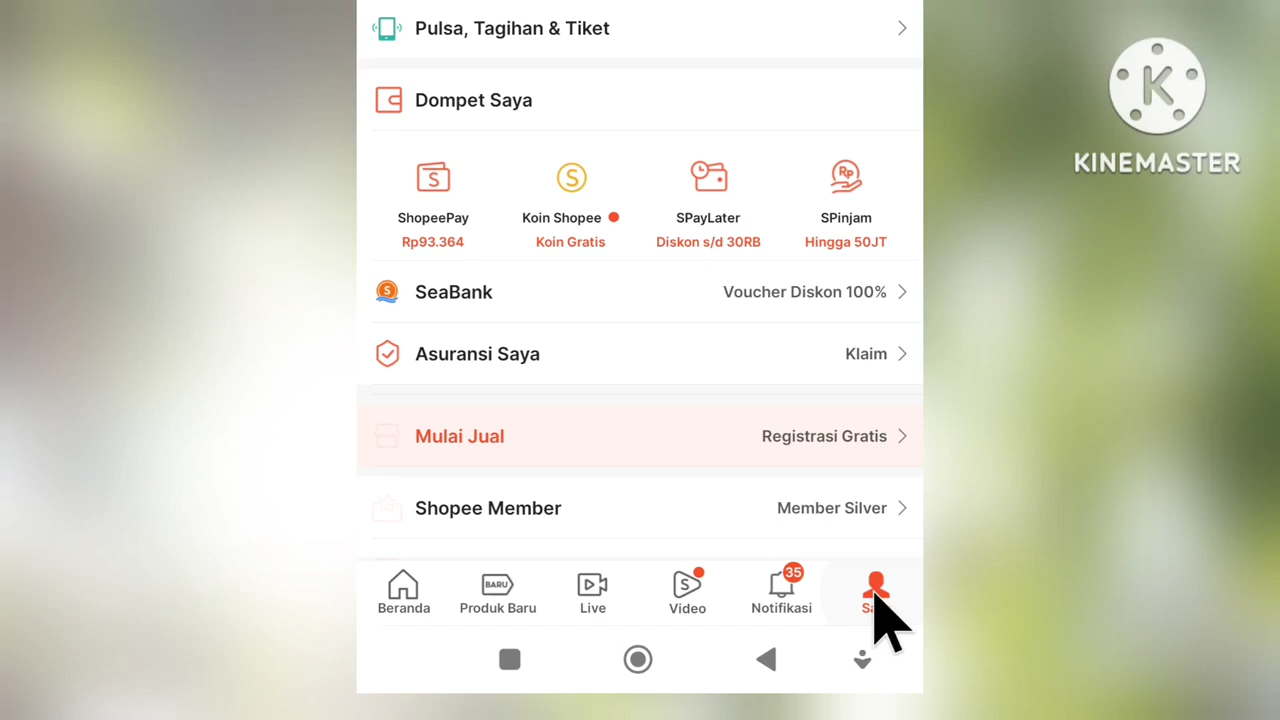 Pulsa, Tagihan & Tiket
Dompet Saya
ShopeePay
Koin Shopee
SPayLater
SPinjam
Rp93.364
Koin Gratis
Diskon s/d 30RB
Hingga 50JT
SeaBank
Voucher Diskon 100%
Asuransi Saya
Klaim
Mulai Jual
Registrasi Gratis
Shopee Member
Member Silver
BARU
35
Beranda
Produk Baru
Live
Video
Notifikasi
K
KINEMASTER